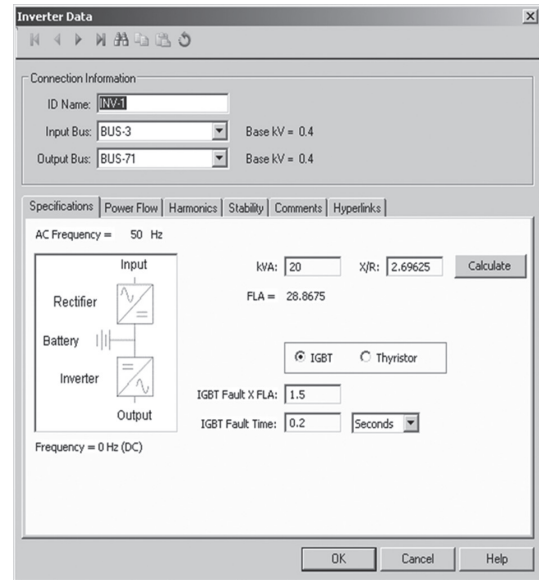 Inverter Data
Connection Information
ID Name: INV-1
Input Bus: BUS-3 Base kV = 0.4
Output Bus: BUS-71 Base kV = 0.4
Specifications Power Flow Harmonics Stability Comments Hyperlinks
AC Frequency = 50 Hz
Input
kVA: 20 X/R: 2.69625 Calculate
Rectifier
FLA = 28.8675
Battery
IGBT Thyristor
Inverter
IGBT Fault X FLA: 1.5
Output
IGBT Fault Time: 0.2 Seconds
Frequency = 0 Hz (DC)
OK Cancel Help